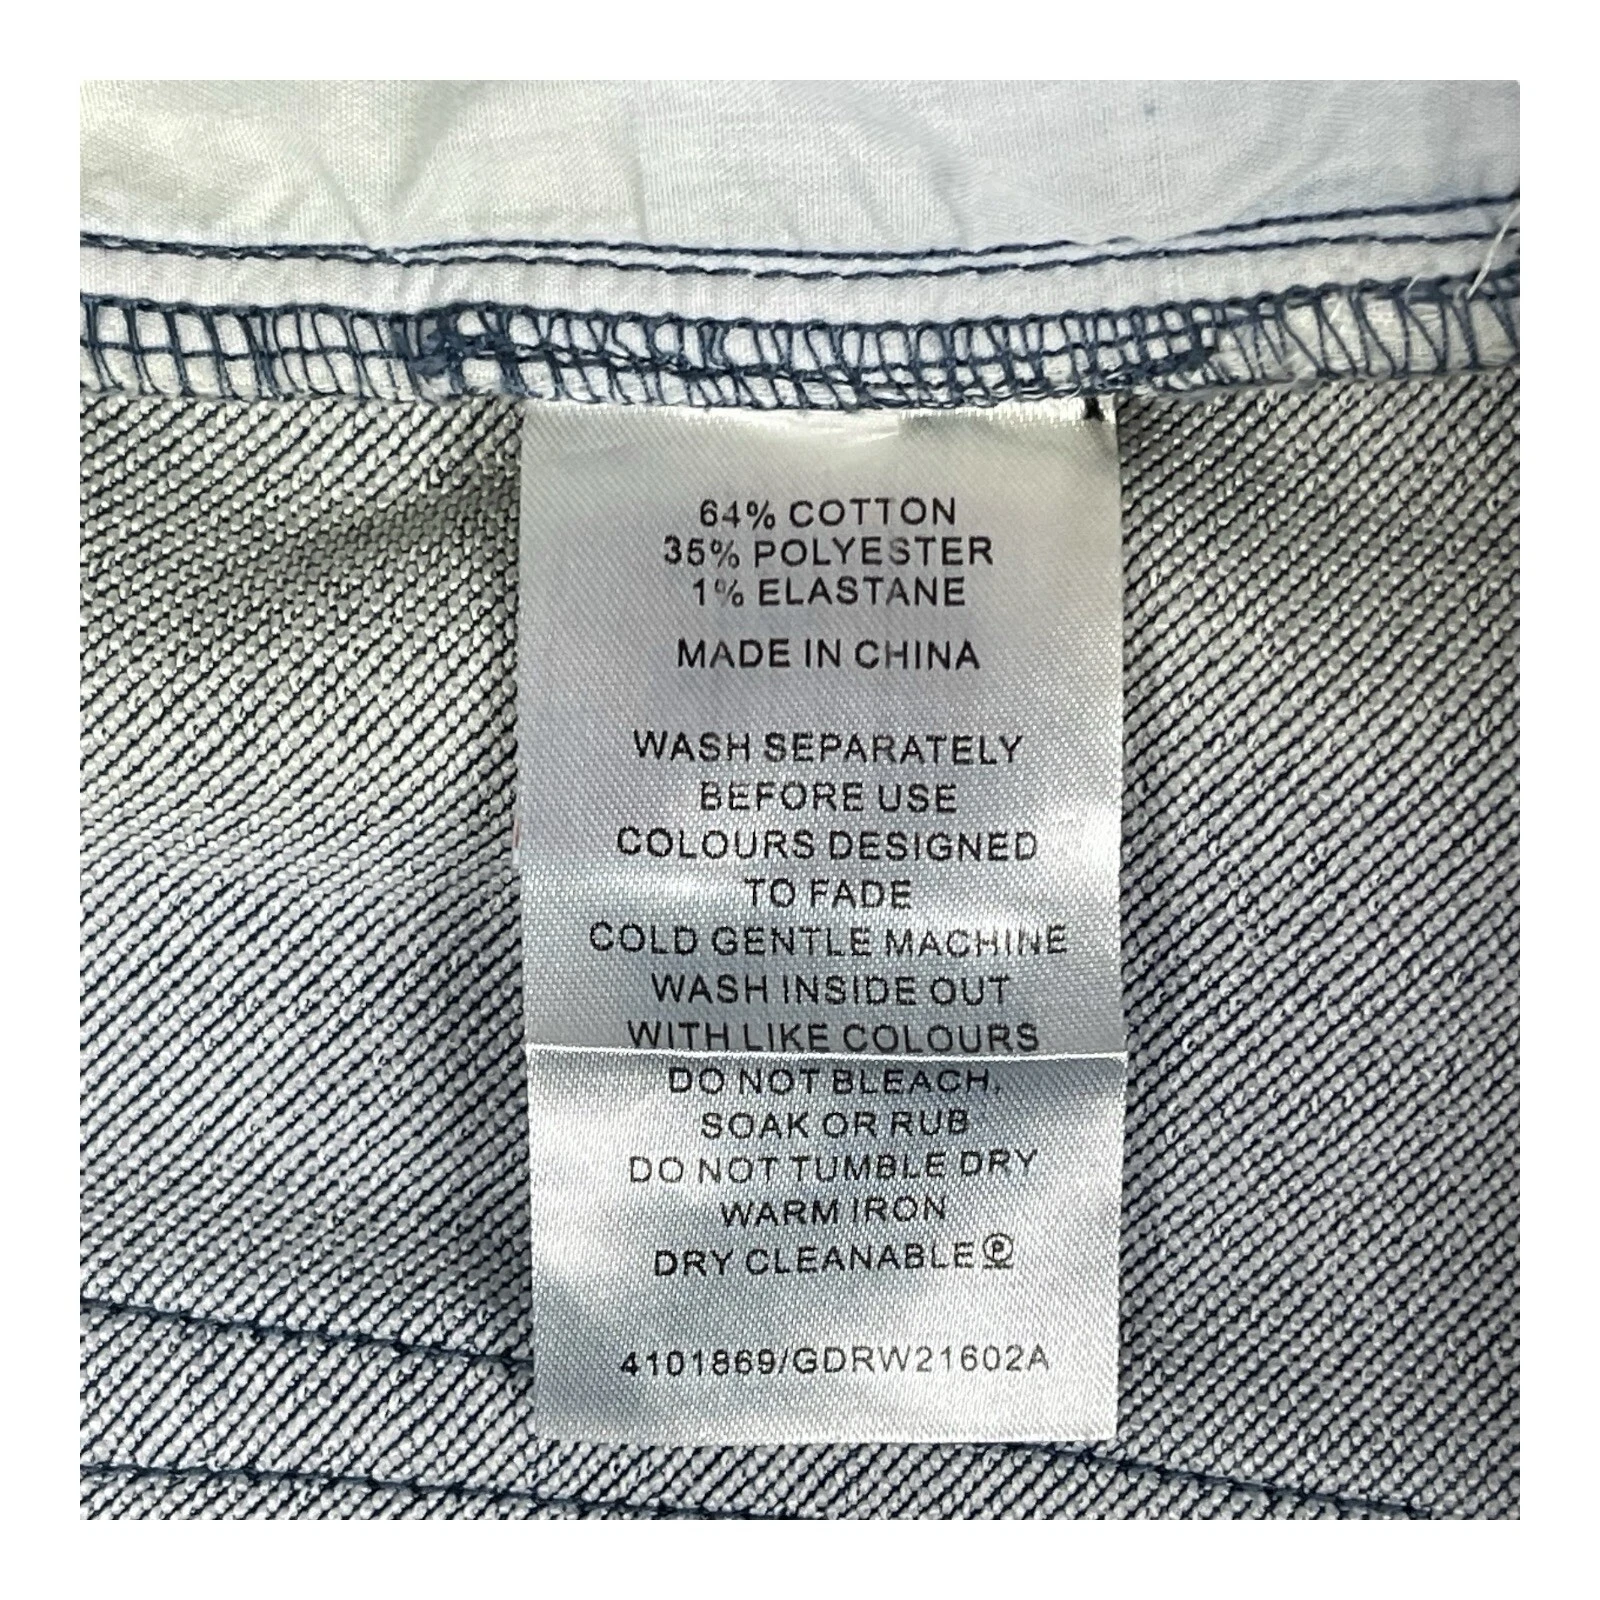 64% COTTON
35% POLYESTER
1% ELASTANE
MADE IN CHINA
WASH SEPARATELY
BEFORE USE
COLOURS DESIGNED
TO FADE
COLD GENTLE MACHINE
WASH INSIDE OUT
WITH LIKE COLOURS
DO NOT BLEACH,
SOAK OR RUB
DO NOT TUMBLE DRY
WARM IRON
DRY CLEANABLE Ⓟ
4101869/GDRW21602A